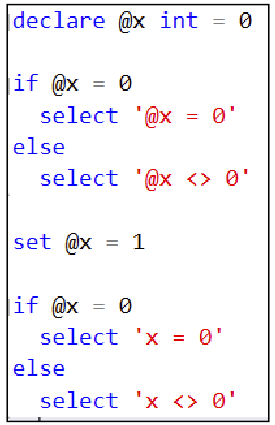 declare @x int = 0
if @x = 0
select '@x = 0'
else
select '@x <> 0'
set @x = 1
if @x = 0
select 'x = 0'
else
select 'x <> 0'